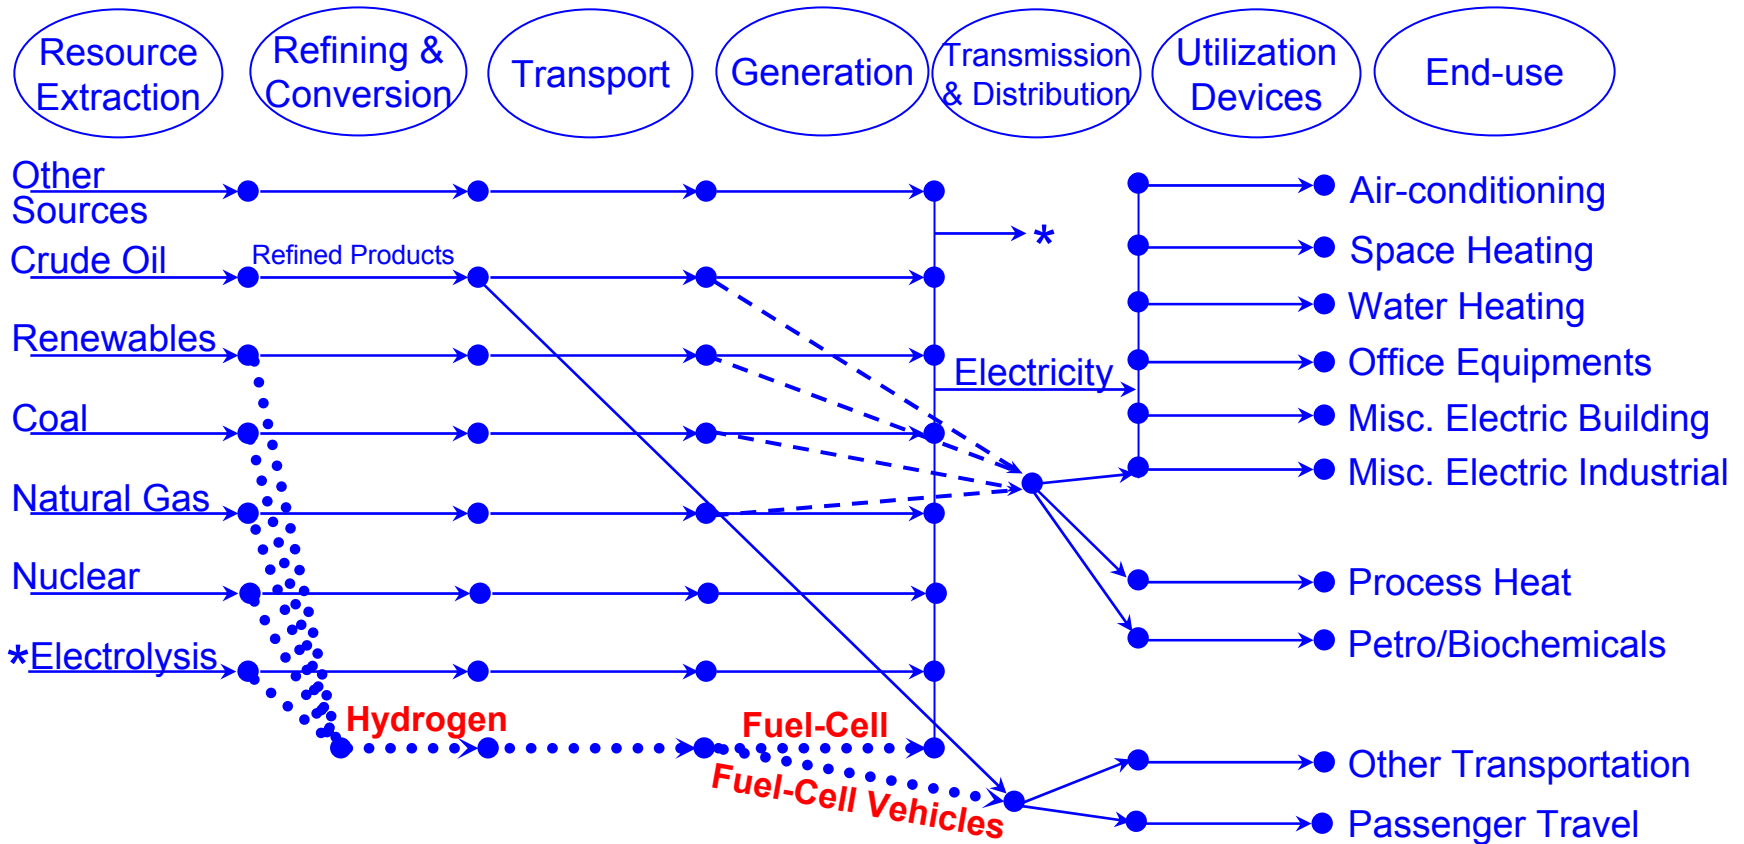 Resource
Extraction
Refining &
Conversion
Transport
Generation
Transmission
& Distribution
Utilization
Devices
End-use
Other
Sources
Crude Oil
Refined Products
Renewables
Coal
Natural Gas
Nuclear
*Electrolysis
Hydrogen
Fuel-Cell
Fuel-Cell Vehicles
*
Electricity
Air-conditioning
Space Heating
Water Heating
Office Equipments
Misc. Electric Building
Misc. Electric Industrial
Process Heat
Petro/Biochemicals
Other Transportation
Passenger Travel